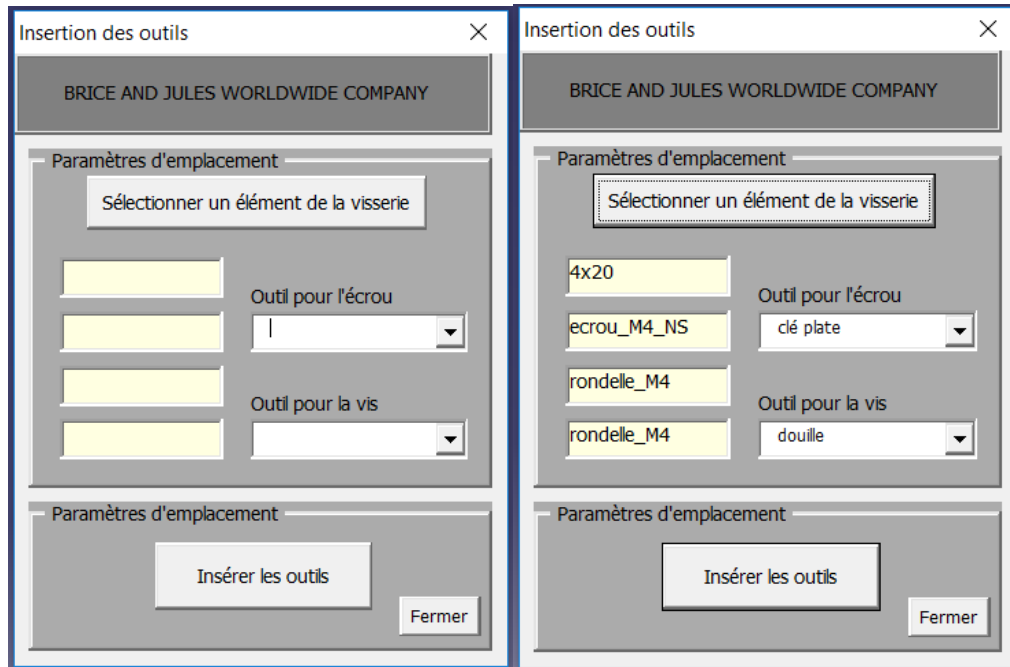 Insertion des outils
BRICE AND JULES WORLDWIDE COMPANY
Paramètres d'emplacement
Sélectionner un élément de la visserie
Outil pour l'écrou
Outil pour la vis
Paramètres d'emplacement
Insérer les outils
Fermer
Insertion des outils
BRICE AND JULES WORLDWIDE COMPANY
Paramètres d'emplacement
Sélectionner un élément de la visserie
4x20
Outil pour l'écrou
ecrou_M4_NS
clé plate
rondelle_M4
Outil pour la vis
rondelle_M4
douille
Paramètres d'emplacement
Insérer les outils
Fermer